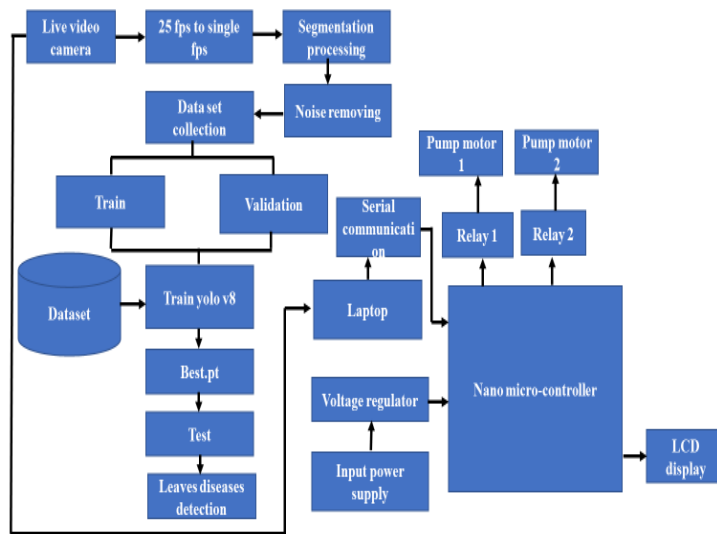 Live video
camera
25 fps to single
fps
Segmentation
processing
Noise removing
Data set
collection
Pump motor
1
Pump motor
2
Train
Validation
Serial
communicati
on
Relay 1
Relay 2
Dataset
Train yolo v8
Laptop
Nano micro-controller
Best.pt
Voltage regulator
Test
LCD
display
Leaves diseases
detection
Input power
supply